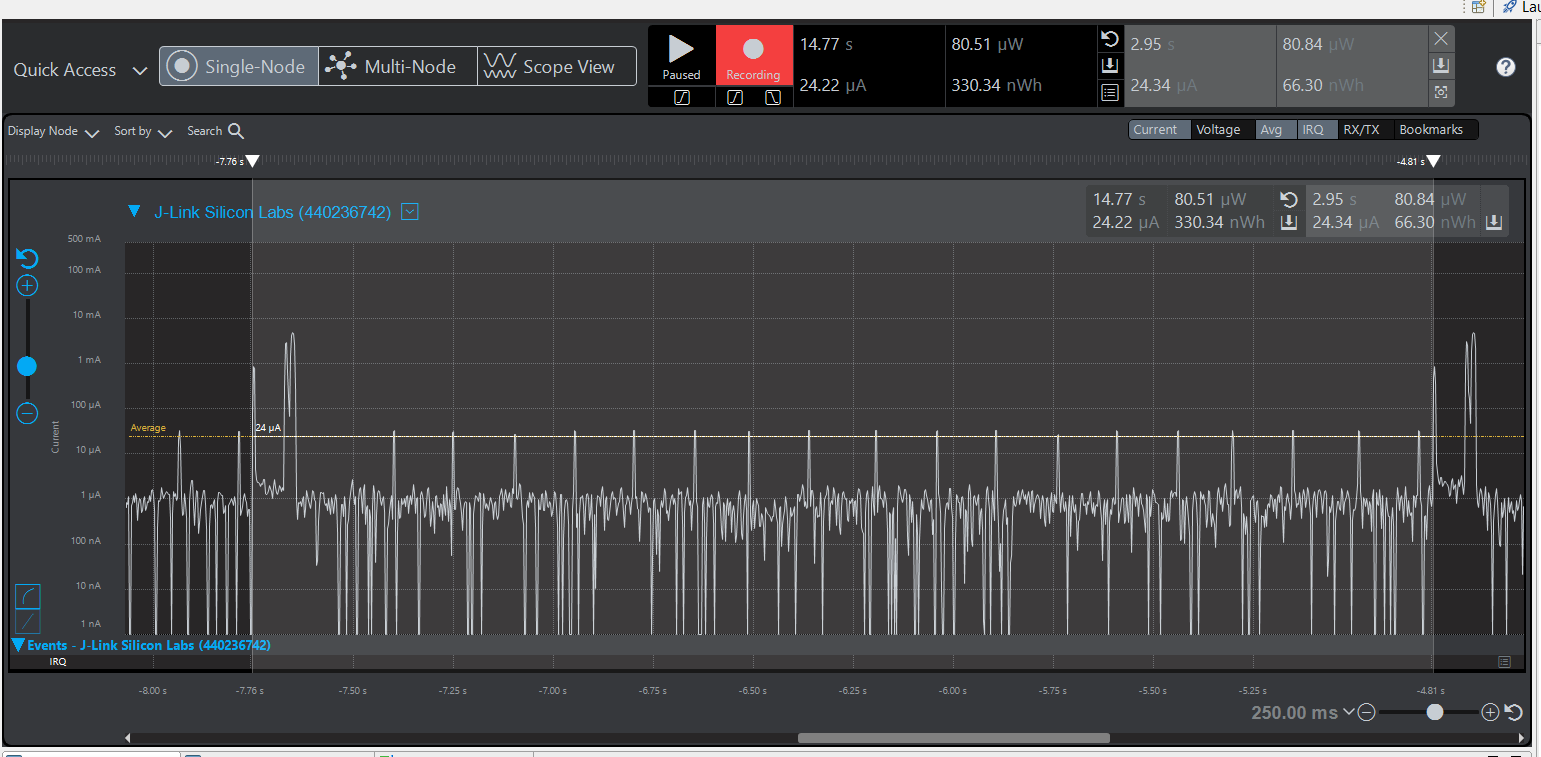 Lau
Quick Access
Single-Node
Multi-Node
Scope View
Paused
Recording
14.77 s
24.22 µA
80.51 µW
330.34 nWh
2.95 s
24.34 µA
80.84 µW
66.30 nWh
?
Display Node
Sort by
Search
Current
Voltage
Avg
IRQ
RX/TX
Bookmarks
-7.76 s
-4.81 s
J-Link Silicon Labs (440236742)
14.77 s
80.51 µW
2.95 s
80.84 µW
24.22 µA
330.34 nWh
24.34 µA
66.30 nWh
500 mA
100 mA
10 mA
1 mA
100 µA
10 µA
1 µA
100 nA
10 nA
1 nA
Current
Average
24 µA
Events - J-Link Silicon Labs (440236742)
IRQ
-8.00 s
-7.76 s
-7.50 s
-7.25 s
-7.00 s
-6.75 s
-6.50 s
-6.25 s
-6.00 s
-5.75 s
-5.50 s
-5.25 s
-4.81 s
250.00 ms